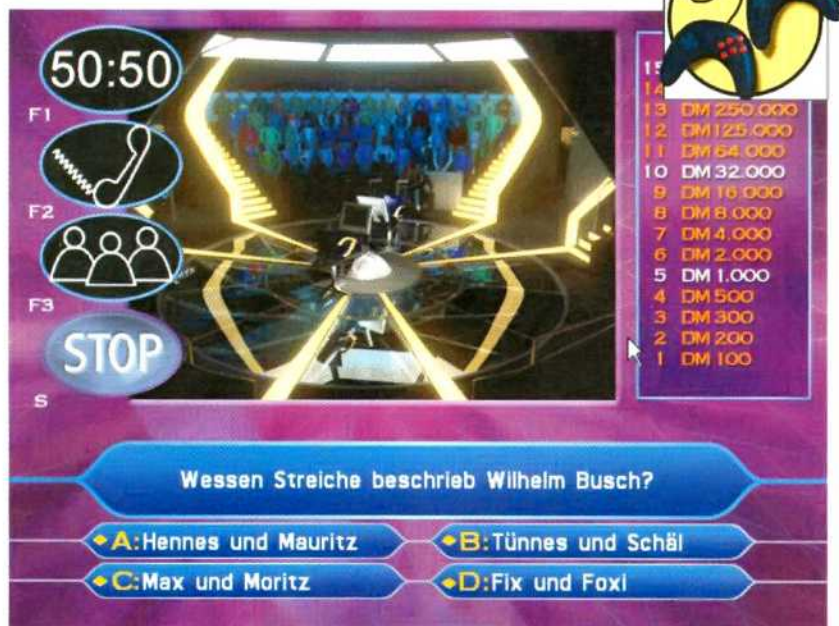 50:50
F1
F2
F3
STOP
S
15
14
13 DM 250.000
12 DM 125.000
11 DM 64.000
10 DM 32.000
9 DM 16.000
8 DM 8.000
7 DM 4.000
6 DM 2.000
5 DM 1.000
4 DM 500
3 DM 300
2 DM 200
1 DM 100
Wessen Streiche beschrieb Wilhelm Busch?
A:Hennes und Mauritz
B:Tünnes und Schäl
C:Max und Moritz
D:Fix und Foxi